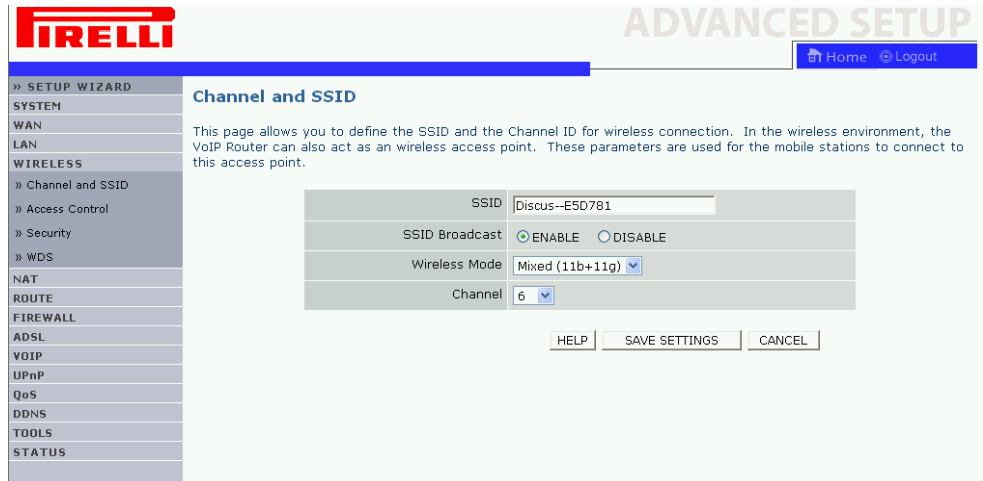 PIRELLI
ADVANCED SETUP
Home Logout
» SETUP WIZARD
SYSTEM
WAN
LAN
WIRELESS
» Channel and SSID
» Access Control
» Security
» WDS
NAT
ROUTE
FIREWALL
ADSL
VOIP
UPnP
QoS
DDNS
TOOLS
STATUS
Channel and SSID
This page allows you to define the SSID and the Channel ID for wireless connection. In the wireless environment, the
VoIP Router can also act as an wireless access point. These parameters are used for the mobile stations to connect to
this access point.
SSID Discus--E5D781
SSID Broadcast ENABLE DISABLE
Wireless Mode Mixed (11b+11g)
Channel 6
HELP SAVE SETTINGS CANCEL